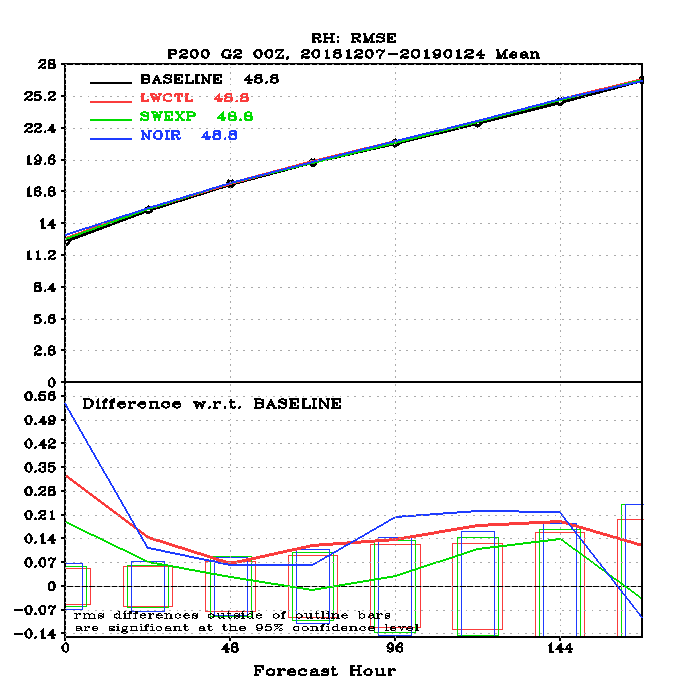 RH: RMSE
P200 G2 00Z, 20181207-20190124 Mean
28
BASELINE 48.8
LWCTL 48.8
SWEXP 48.8
NOIR 48.8
25.2
22.4
19.6
16.8
14
11.2
8.4
5.6
2.8
0
0.56
Difference w.r.t. BASELINE
0.49
0.42
0.35
0.28
0.21
0.14
0.07
0
-0.07
rms differences outside of outline bars
are significant at the 95% confidence level
-0.14
0 48 96 144
Forecast Hour